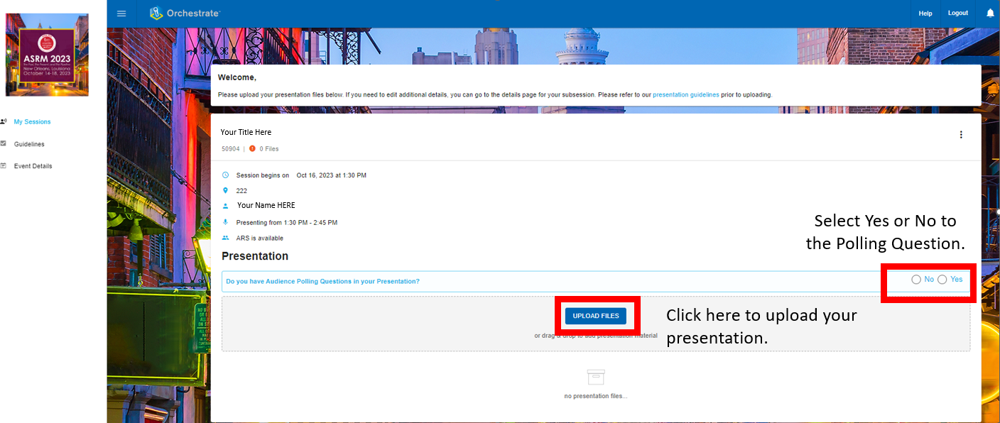 Orchestrate
Help
Logout
ASRM 2023
New Orleans, Louisiana
October 14-18, 2023
My Sessions
Guidelines
Event Details
Welcome,
Please upload your presentation files below. If you need to edit additional details, you can go to the details page for your subsession. Please refer to our presentation guidelines prior to uploading.
Your Title Here
50904 | 0 Files
Session begins on Oct 16, 2023 at 1:30 PM
222
Your Name HERE
Presenting from 1:30 PM - 2:45 PM
ARS is available
Select Yes or No to
the Polling Question.
Presentation
Do you have Audience Polling Questions in your Presentation?
No Yes
UPLOAD FILES
or drag & drop to add presentation material
Click here to upload your
presentation.
no presentation files...